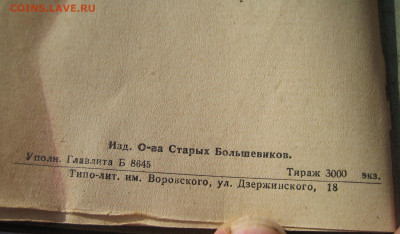 COINS.LAVE.RU
Изд. О-ва Старых Большевиков.
Уполн. Главлита Б 8645 Тираж 3000 экз.
Типо-лит. им. Воровского, ул. Дзержинского, 18